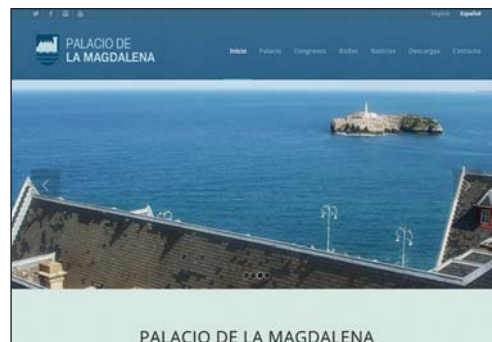 English Español
PALACIO DE
LA MAGDALENA
Inicio Palacio Congresos Bodas Noticias Descargas Contacto
PALACIO DE LA MAGDALENA